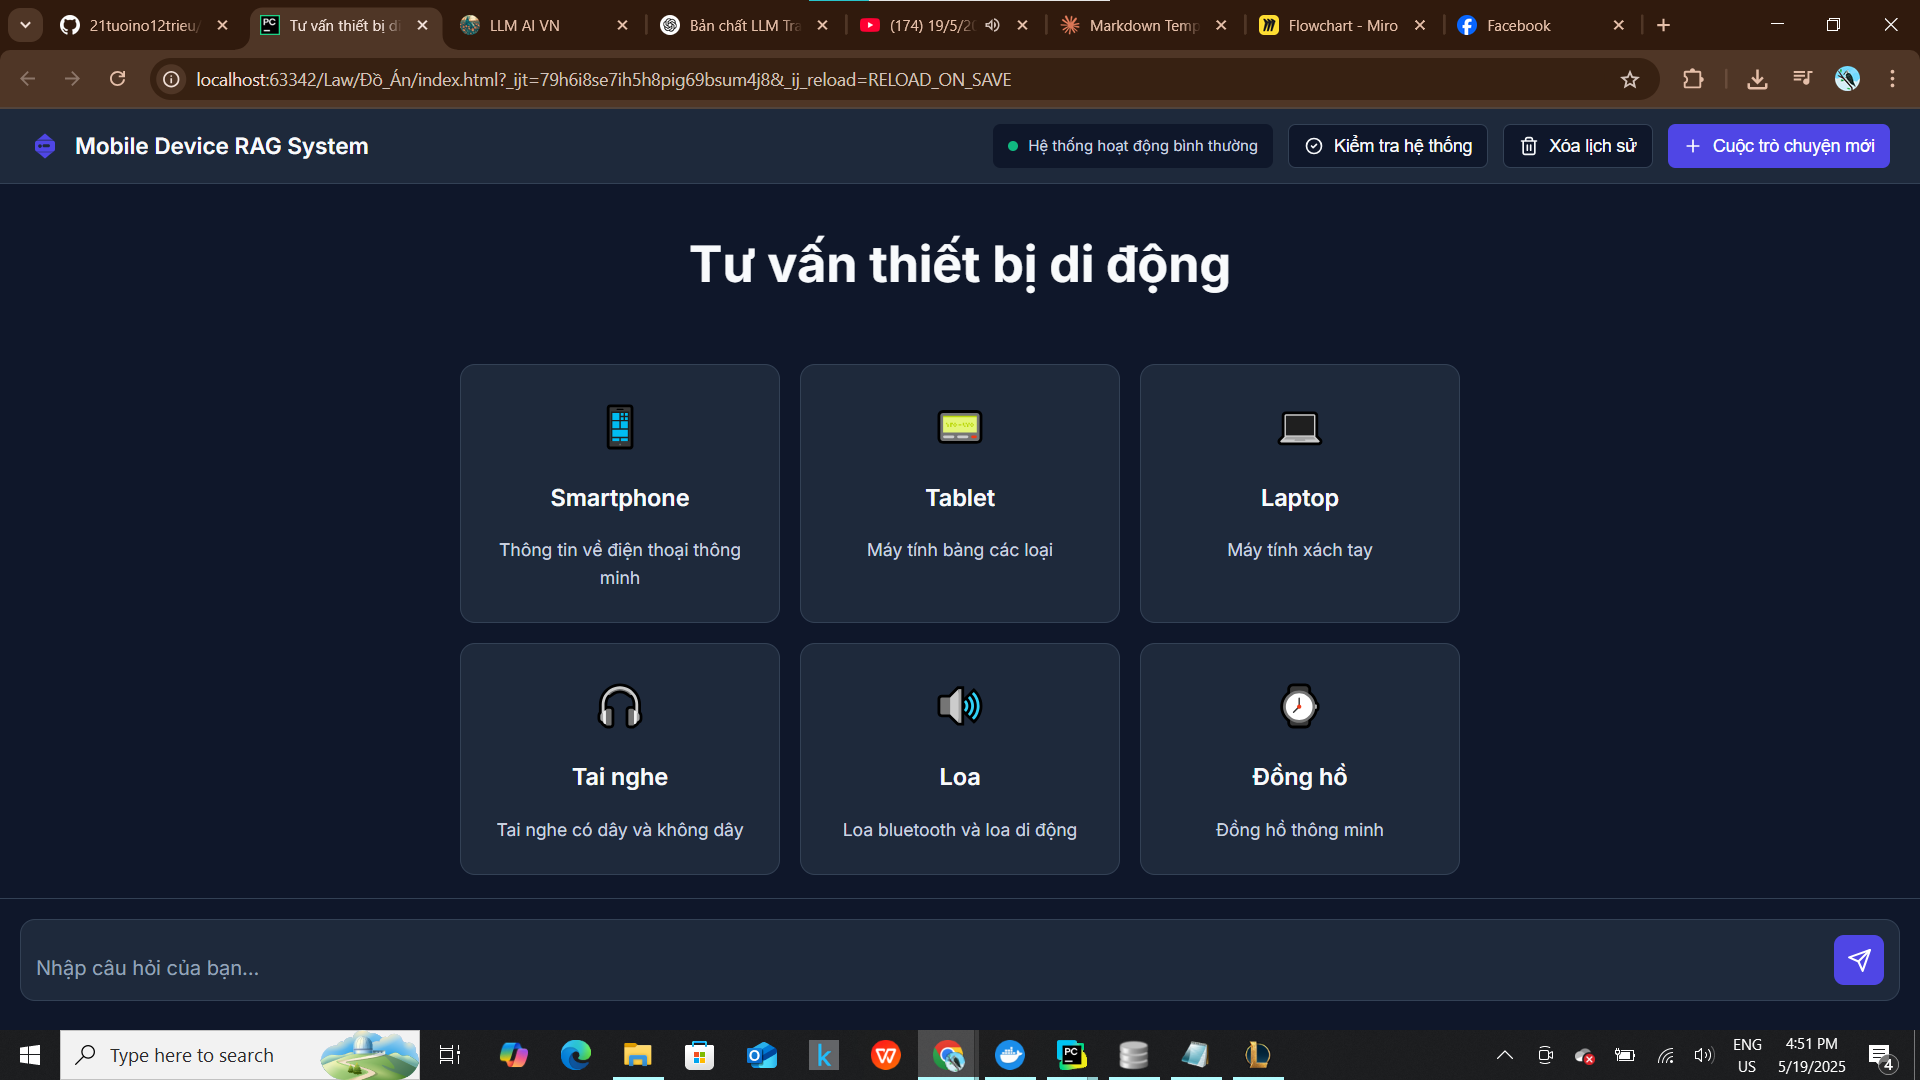 21tuoino12trieu/
Tư vấn thiết bị di
LLM AI VN
Bản chất LLM Tra
(174) 19/5/20
Markdown Temp
Flowchart - Miro
Facebook
localhost:63342/Law/Đồ_Án/index.html?_ijt=79h6i8se7ih5h8pig69bsum4j8&_ij_reload=RELOAD_ON_SAVE
Mobile Device RAG System
Hệ thống hoạt động bình thường
Kiểm tra hệ thống
Xóa lịch sử
Cuộc trò chuyện mới
Tư vấn thiết bị di động
Smartphone
Thông tin về điện thoại thông
minh
Tablet
Máy tính bảng các loại
Laptop
Máy tính xách tay
Tai nghe
Tai nghe có dây và không dây
Loa
Loa bluetooth và loa di động
Đồng hồ
Đồng hồ thông minh
Nhập câu hỏi của bạn...
Type here to search
ENG
US
4:51 PM
5/19/2025
4